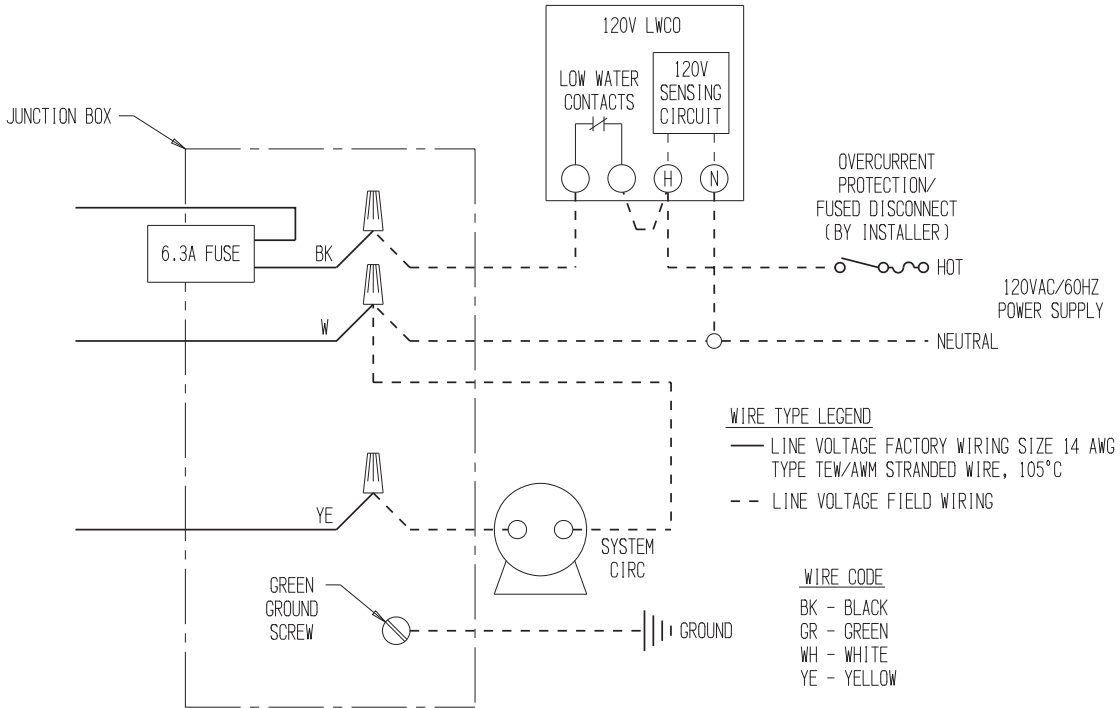 120V LWCO
LOW WATER
CONTACTS
120V
SENSING
CIRCUIT
H
N
JUNCTION BOX
6.3A FUSE
BK
W
YE
OVERCURRENT
PROTECTION/
FUSED DISCONNECT
(BY INSTALLER)
HOT
120VAC/60HZ
POWER SUPPLY
NEUTRAL
WIRE TYPE LEGEND
LINE VOLTAGE FACTORY WIRING SIZE 14 AWG
TYPE TEW/AWM STRANDED WIRE, 105°C
LINE VOLTAGE FIELD WIRING
SYSTEM
CIRC
GREEN
GROUND
SCREW
GROUND
WIRE CODE
BK - BLACK
GR - GREEN
WH - WHITE
YE - YELLOW